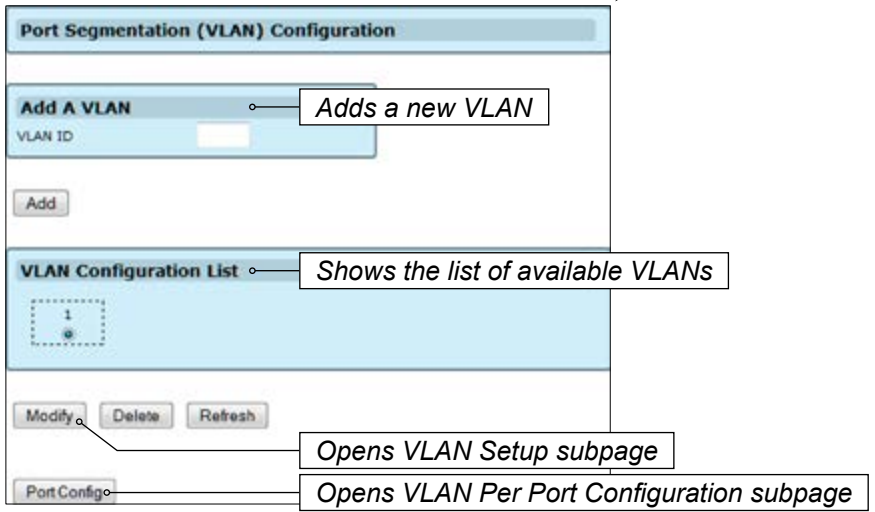 Port Segmentation (VLAN) Configuration
Add A VLAN
Adds a new VLAN
VLAN ID
Add
VLAN Configuration List
Shows the list of available VLANs
1
Modify Delete Refresh
Opens VLAN Setup subpage
Port Config
Opens VLAN Per Port Configuration subpage